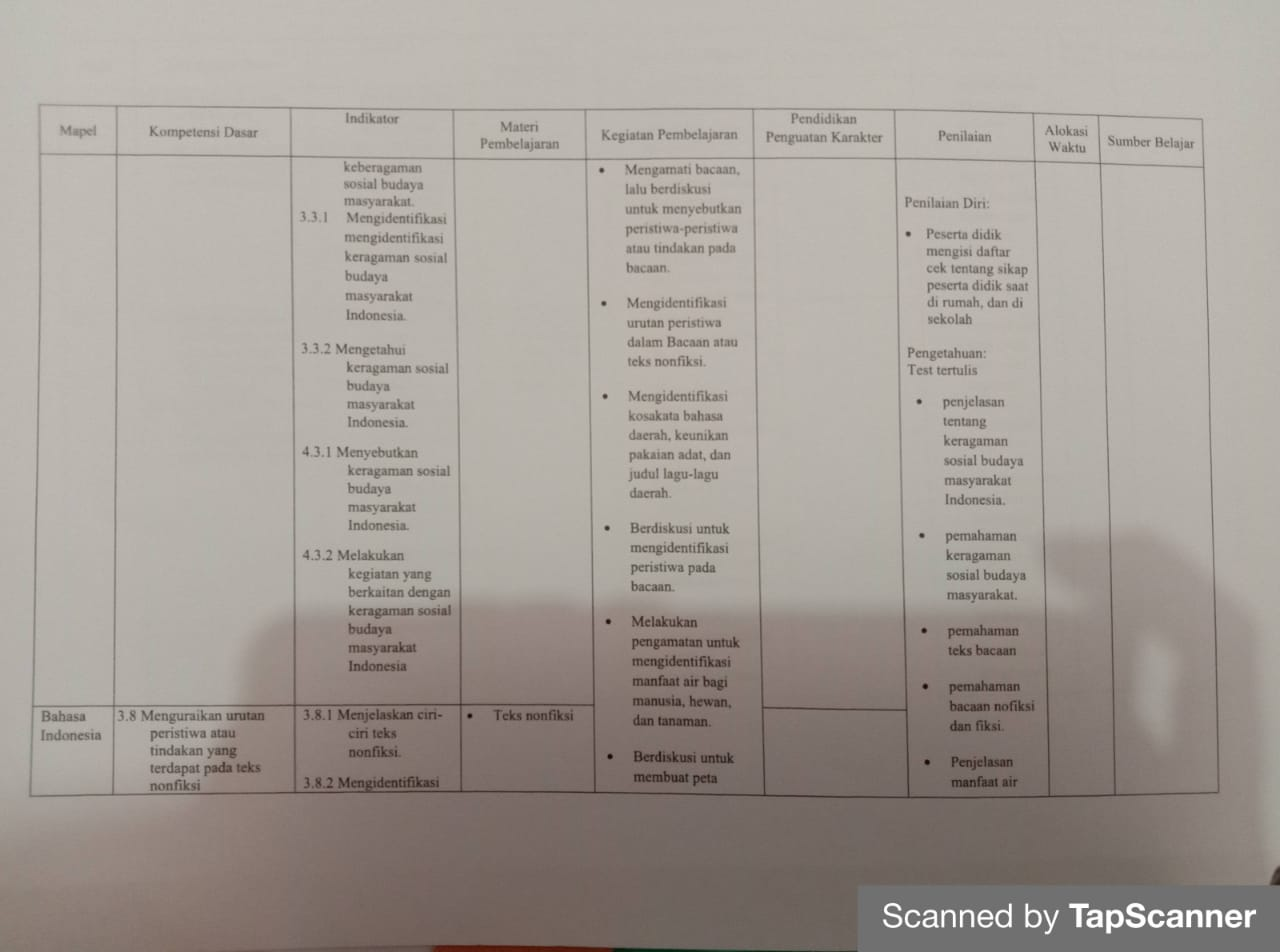 Mapel
Kompetensi Dasar
Indikator
Materi
Pembelajaran
Kegiatan Pembelajaran
Pendidikan
Penguatan Karakter
Penilaian
Alokasi
Waktu
Sumber Belajar
keberagaman
sosial budaya
masyarakat.
3.3.1 Mengidentifikasi
mengidentifikasi
keragaman sosial
budaya
masyarakat
Indonesia.
3.3.2 Mengetahui
keragaman sosial
budaya
masyarakat
Indonesia.
4.3.1 Menyebutkan
keragaman sosial
budaya
masyarakat
Indonesia.
4.3.2 Melakukan
kegiatan yang
berkaitan dengan
keragaman sosial
budaya
masyarakat
Indonesia
• Mengamati bacaan,
lalu berdiskusi
untuk menyebutkan
peristiwa-peristiwa
atau tindakan pada
bacaan.
• Mengidentifikasi
urutan peristiwa
dalam Bacaan atau
teks nonfiksi.
• Mengidentifikasi
kosakata bahasa
daerah, keunikan
pakaian adat, dan
judul lagu-lagu
daerah.
• Berdiskusi untuk
mengidentifikasi
peristiwa pada
bacaan.
• Melakukan
pengamatan untuk
mengidentifikasi
manfaat air bagi
manusia, hewan,
dan tanaman.
• Berdiskusi untuk
membuat peta
Penilaian Diri:
• Peserta didik
mengisi daftar
cek tentang sikap
peserta didik saat
di rumah, dan di
sekolah
Pengetahuan:
Test tertulis
• penjelasan
tentang
keragaman
sosial budaya
masyarakat
Indonesia.
• pemahaman
keragaman
sosial budaya
masyarakat.
• pemahaman
teks bacaan
• pemahaman
bacaan nofiksi
dan fiksi.
• Penjelasan
manfaat air
Bahasa
Indonesia
3.8 Menguraikan urutan
peristiwa atau
tindakan yang
terdapat pada teks
nonfiksi
3.8.1 Menjelaskan ciri-
ciri teks
nonfiksi.
3.8.2 Mengidentifikasi
• Teks nonfiksi
Scanned by TapScanner